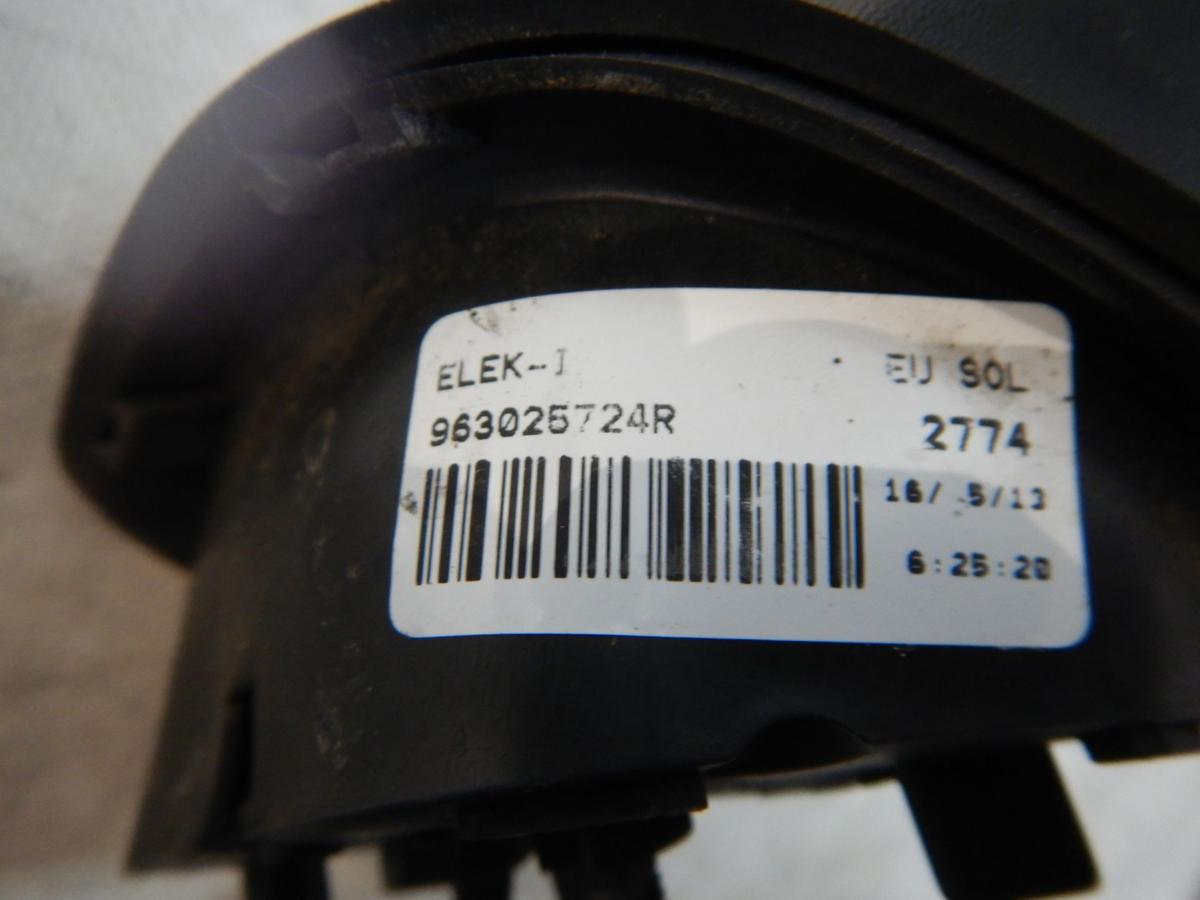 ELEK-I EU SOL
963025724R 2774
16/ 5/13
6:25:20